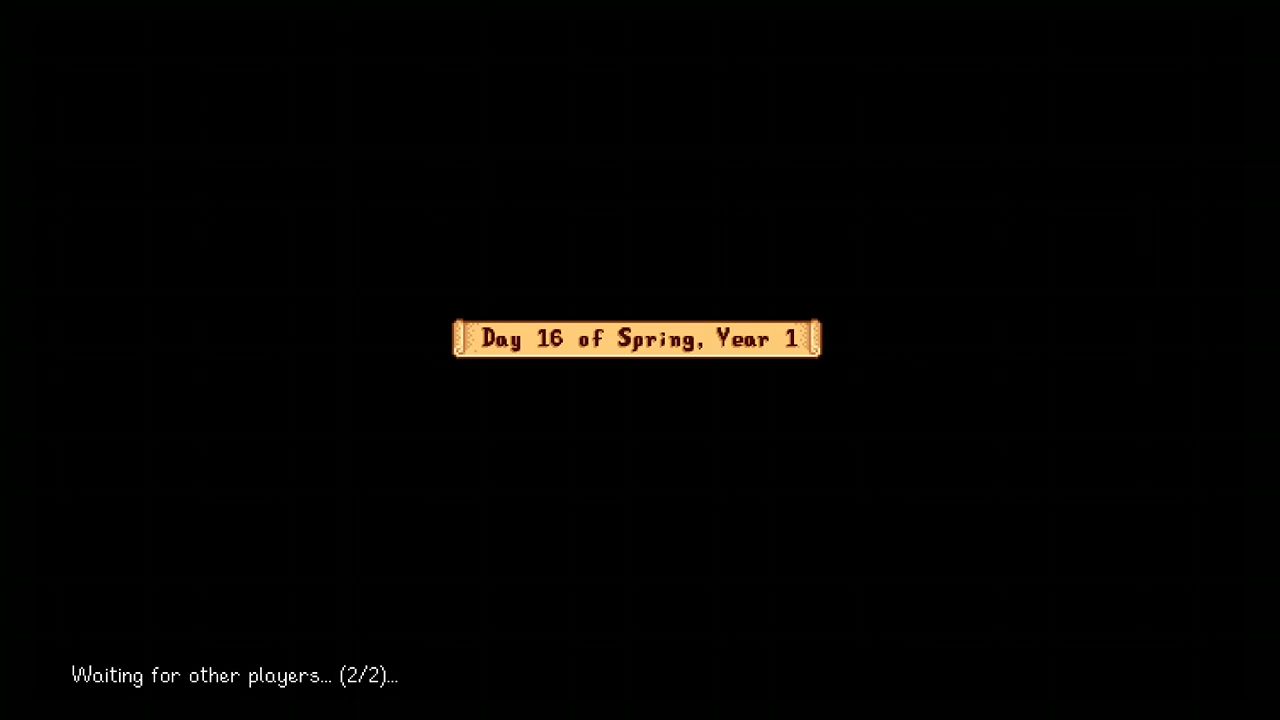 Day 16 of Spring, Year 1
Waiting for other players... (2/2)...